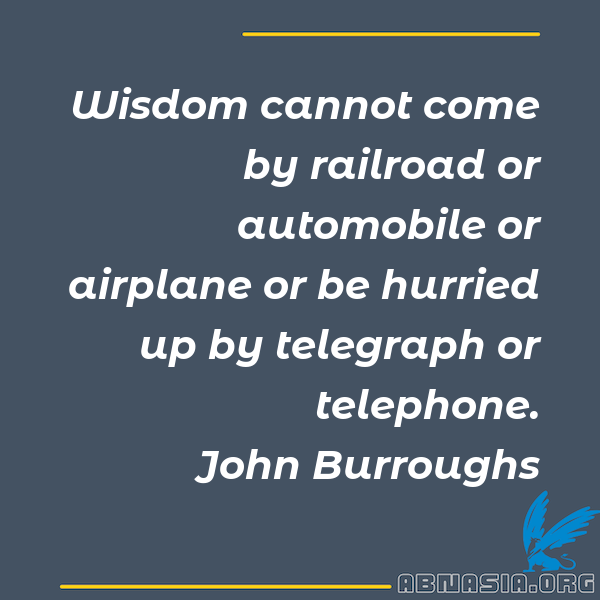 Wisdom cannot come
by railroad or
automobile or
airplane or be hurried
up by telegraph or
telephone.
John Burroughs
ABNASIA.ORG